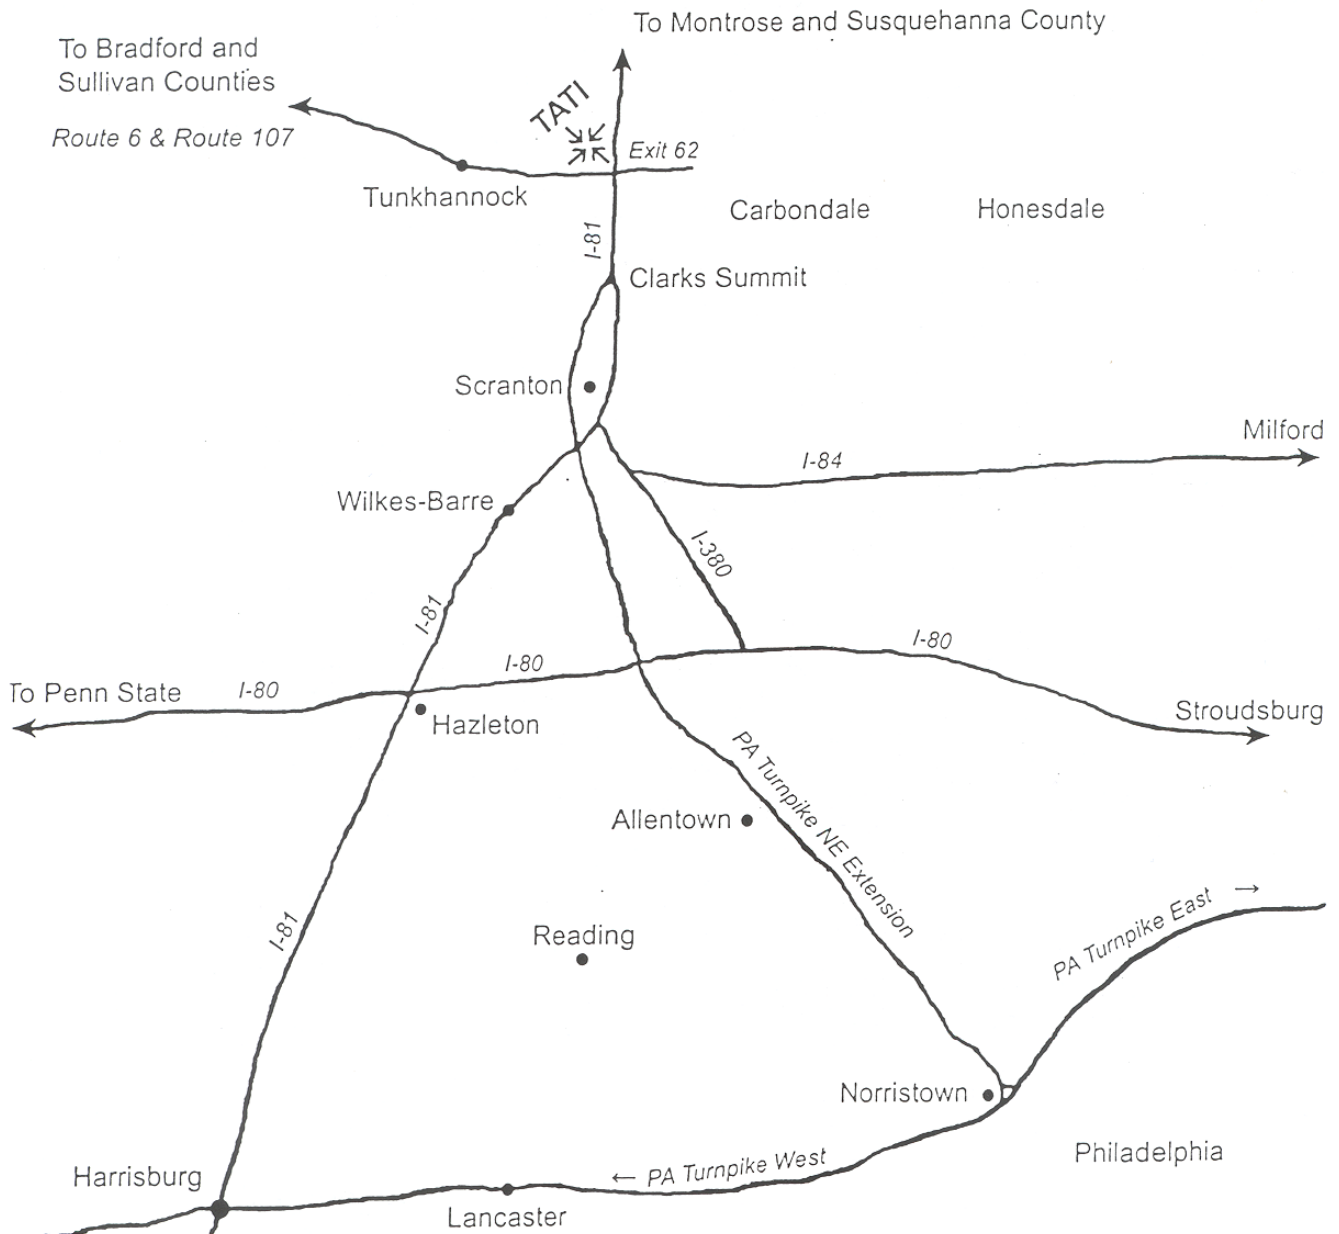 To Montrose and Susquehanna County
To Bradford and
Sullivan Counties
Route 6 & Route 107
TATI
Exit 62
Tunkhannock
Carbondale
Honesdale
I-81
Clarks Summit
Scranton
Milford
I-84
Wilkes-Barre
I-380
I-81
I-80
I-80
To Penn State
I-80
Hazleton
Stroudsburg
PA Turnpike NE Extension
Allentown
PA Turnpike East →
I-81
Reading
Norristown
Philadelphia
← PA Turnpike West
Harrisburg
Lancaster